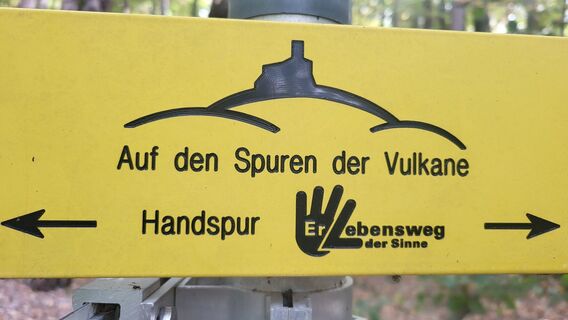 Auf den Spuren der Vulkane
Handspur ErLebensweg
der Sinne